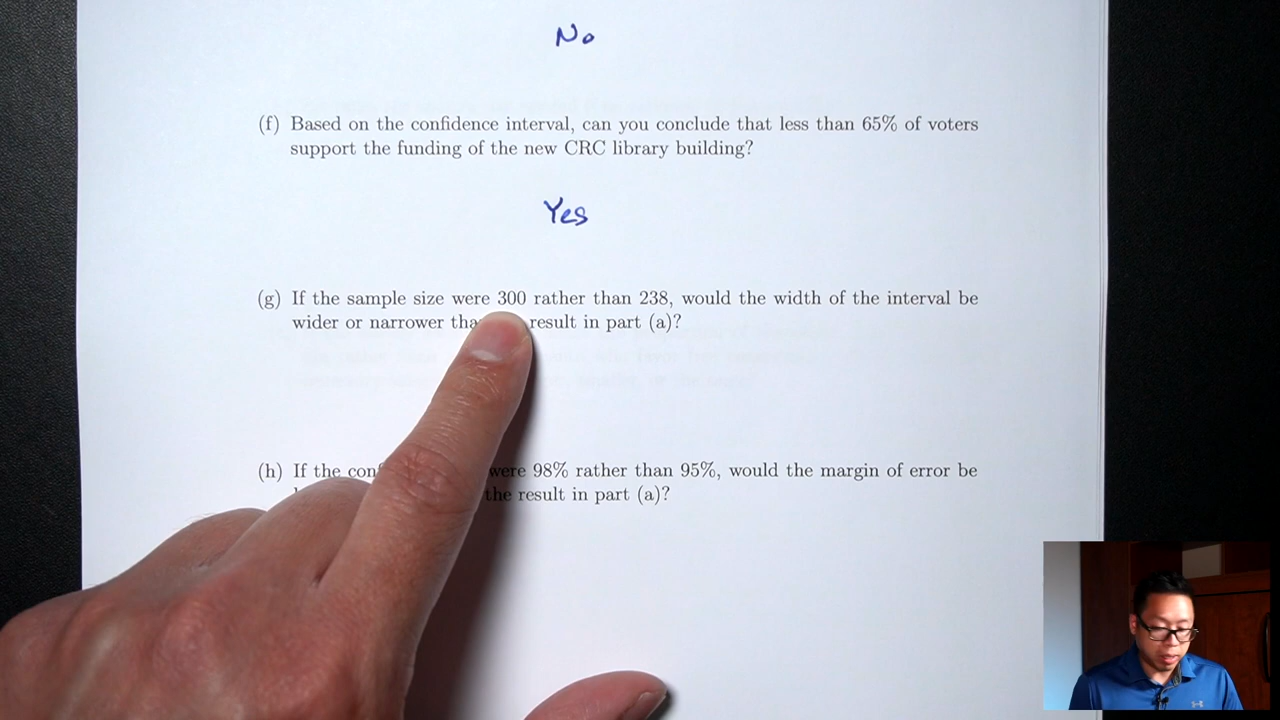 No
(f) Based on the confidence interval, can you conclude that less than 65% of voters
support the funding of the new CRC library building?
Yes
(g) If the sample size were 300 rather than 238, would the width of the interval be
wider or narrower result in part (a)?
(h) If the were 98% rather than 95%, would the margin of error be
the result in part (a)?